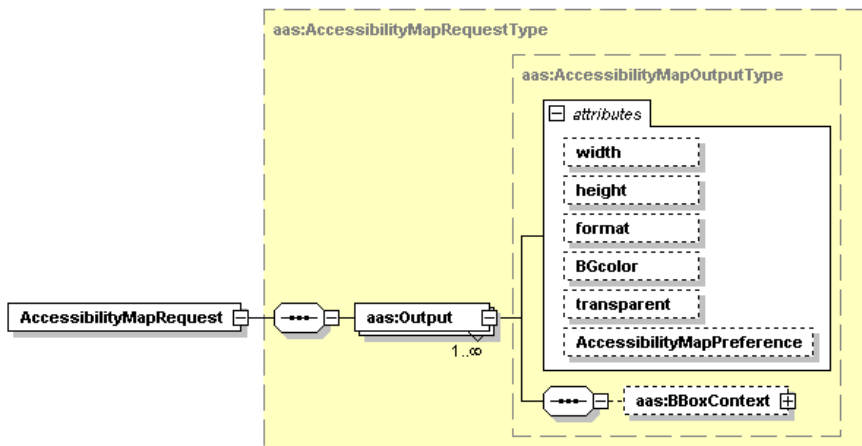 aas:AccessibilityMapRequestType
aas:AccessibilityMapOutputType
attributes
width
height
format
BGcolor
transparent
AccessibilityMapPreference
AccessibilityMapRequest
aas:Output
1..∞
aas:BBoxContext